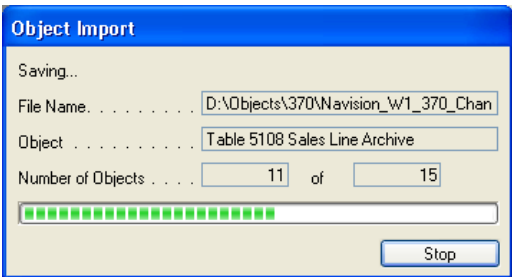 Object Import
Saving...
File Name. . . . . . . . . D:\Objects\370\Navision_W1_370_Chan
Object . . . . . . . . . . Table 5108 Sales Line Archive
Number of Objects . . . . 11 of 15
Stop